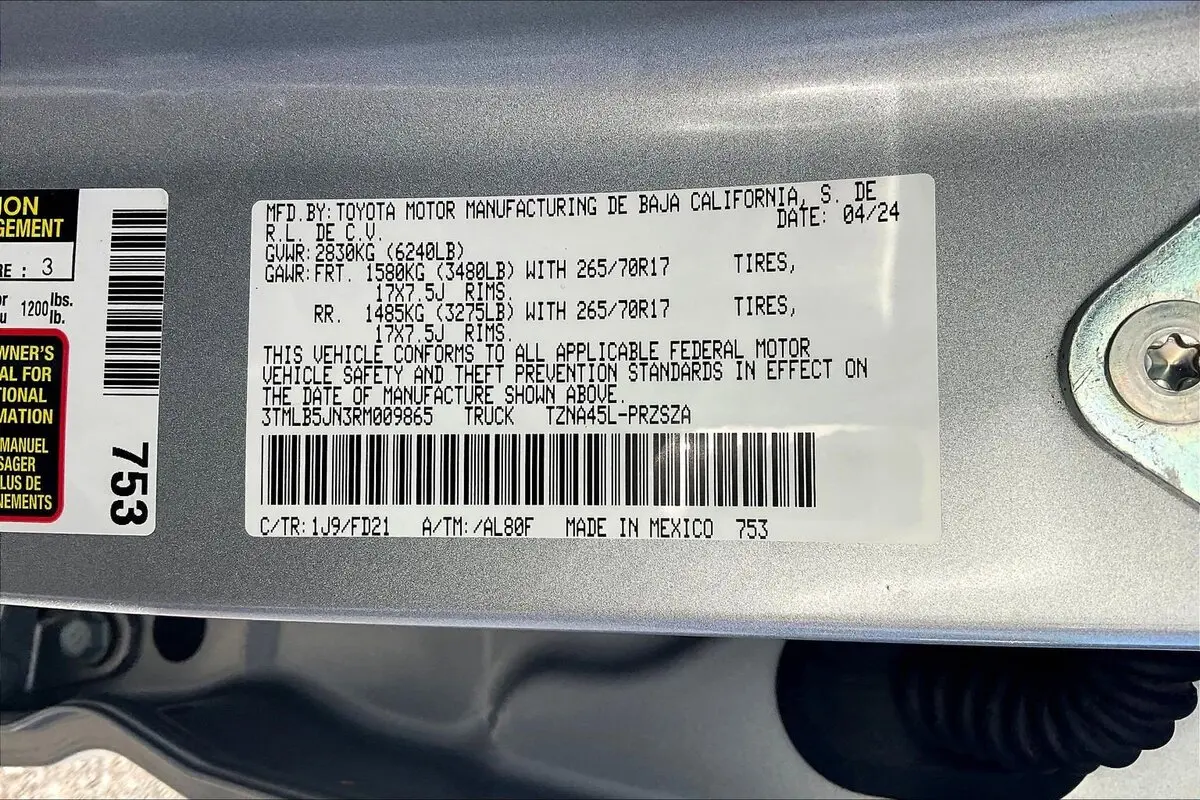 ION
GEMENT
RE : 3
or 1200 lbs.
u lb.
WNER'S
AL FOR
TIONAL
MATION
MANUEL
SAGER
LUS DE
NEMENTS
753
MFD.BY:TOYOTA MOTOR MANUFACTURING DE BAJA CALIFORNIA, S. DE
R.L. DE C.V. DATE: 04/24
GVWR:2830KG (6240LB)
GAWR:FRT. 1580KG (3480LB) WITH 265/70R17 TIRES,
17X7.5J RIMS.
RR. 1485KG (3275LB) WITH 265/70R17 TIRES,
17X7.5J RIMS.
THIS VEHICLE CONFORMS TO ALL APPLICABLE FEDERAL MOTOR
VEHICLE SAFETY AND THEFT PREVENTION STANDARDS IN EFFECT ON
THE DATE OF MANUFACTURE SHOWN ABOVE.
3TMLB5JN3RM009865 TRUCK TZNA45L-PRZSZA
C/TR:1J9/FD21 A/TM:/AL80F MADE IN MEXICO 753